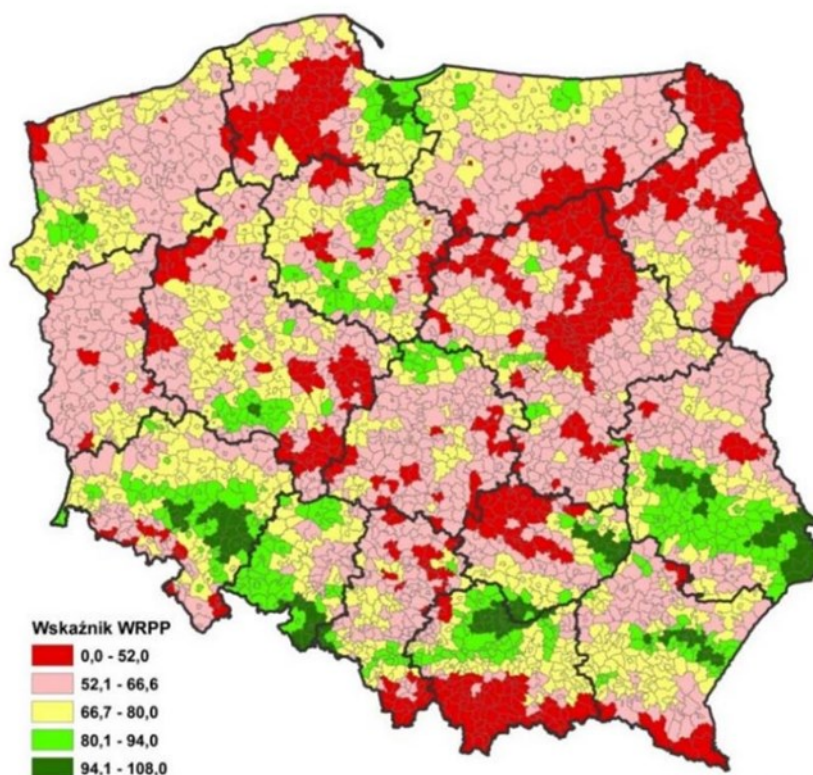 Wskaźnik WRPP
0,0 - 52,0
52,1 - 66,6
66,7 - 80,0
80,1 - 94,0
94,1 - 108,0